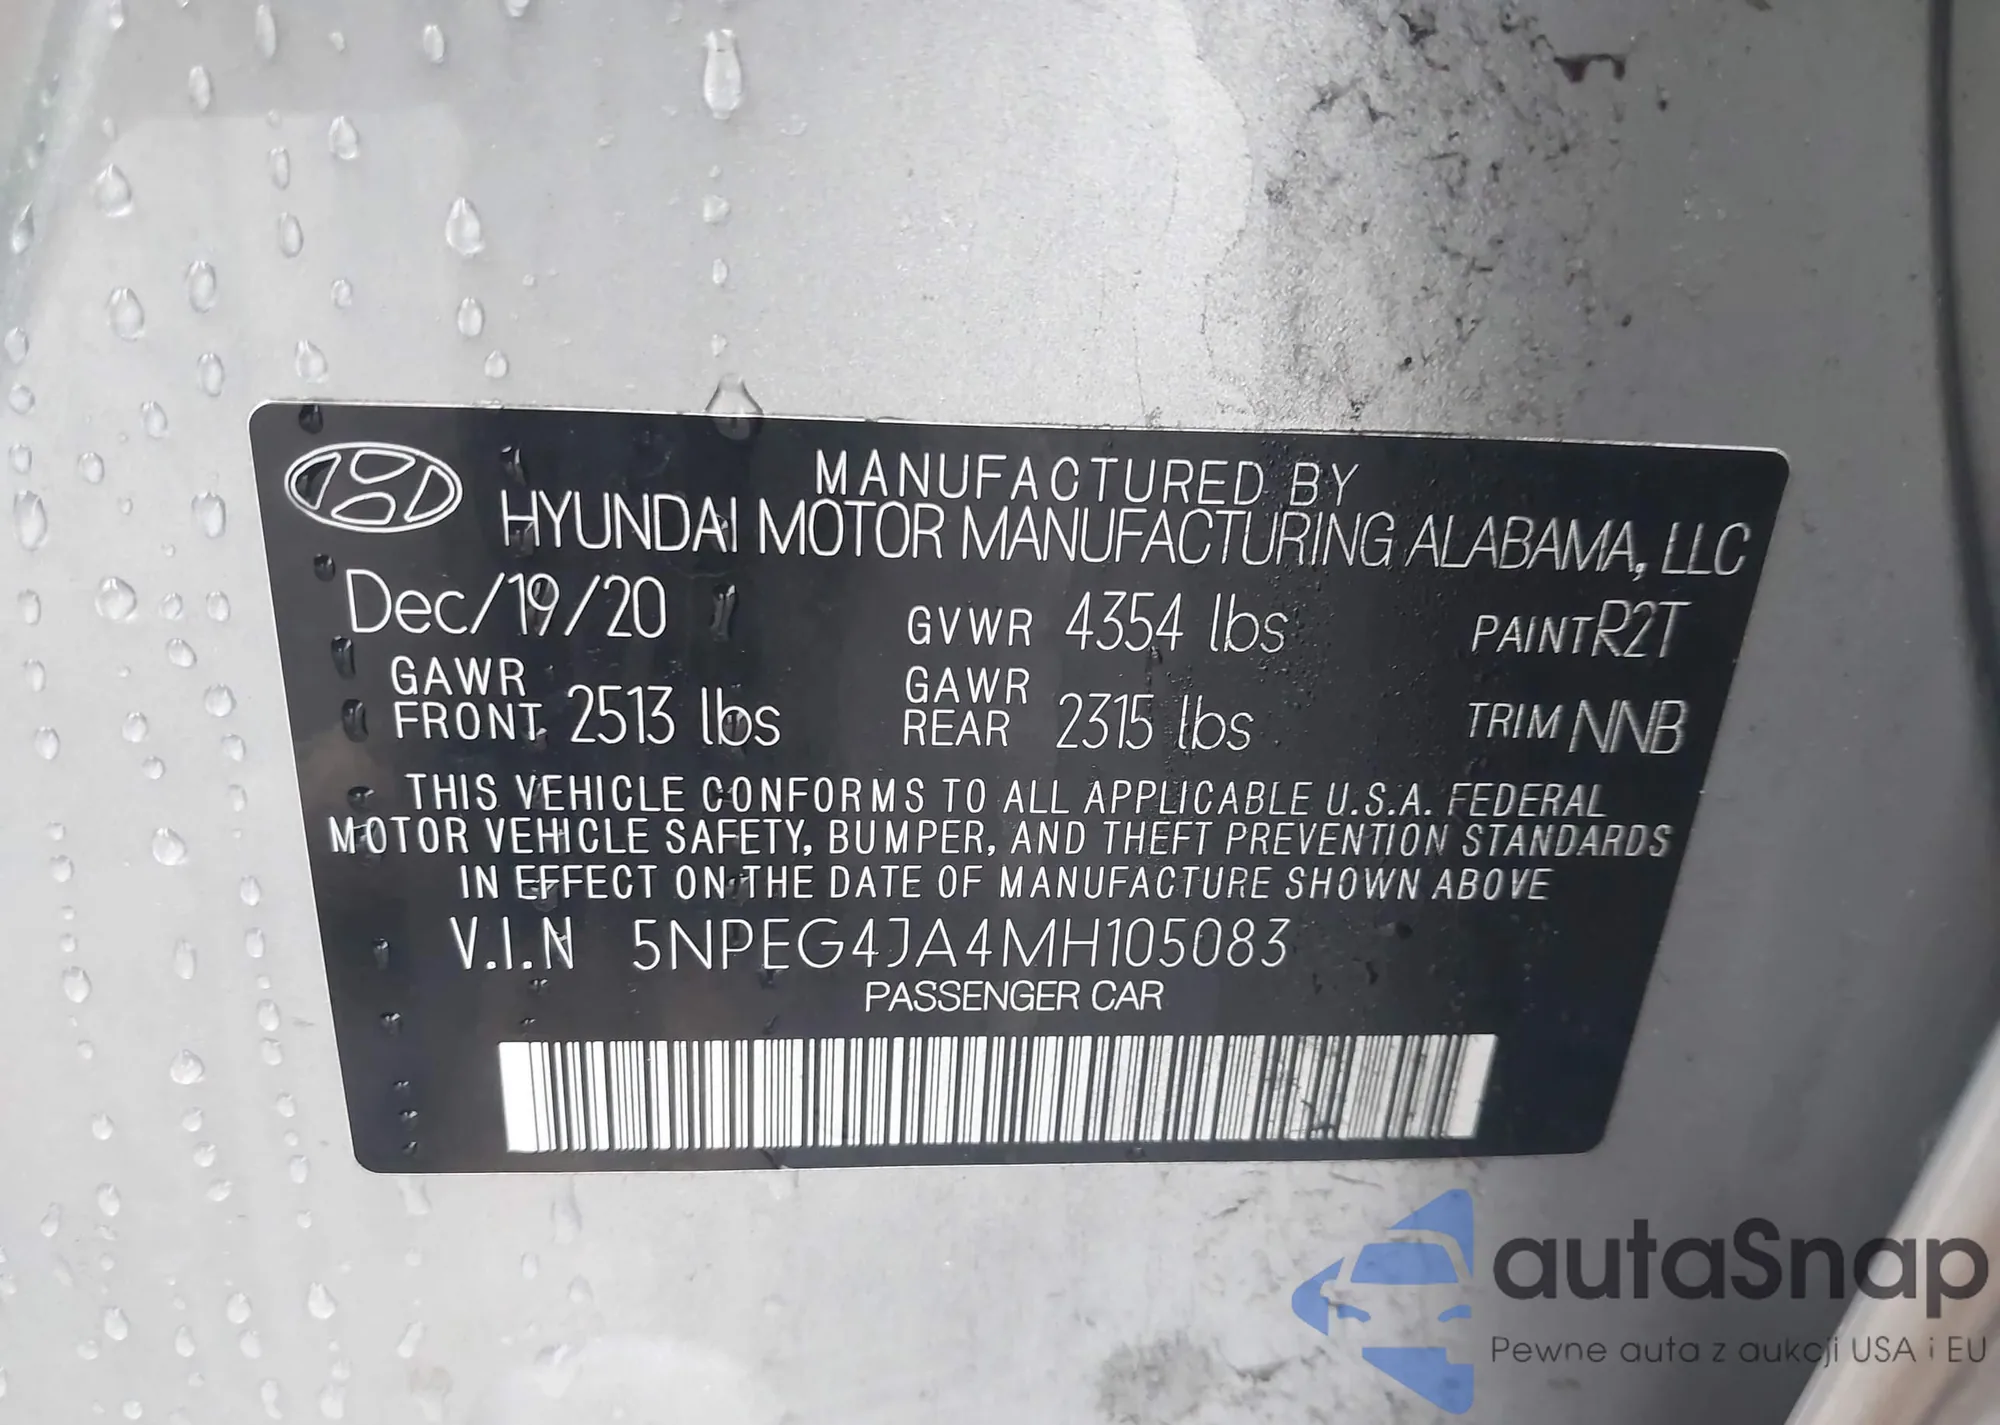 MANUFACTURED BY
HYUNDAI MOTOR MANUFACTURING ALABAMA, LLC
Dec/19/20 GVWR 4354 lbs PAINT R2T
GAWR FRONT 2513 lbs GAWR REAR 2315 lbs TRIM NNB
THIS VEHICLE CONFORMS TO ALL APPLICABLE U.S.A. FEDERAL
MOTOR VEHICLE SAFETY, BUMPER, AND THEFT PREVENTION STANDARDS
IN EFFECT ON THE DATE OF MANUFACTURE SHOWN ABOVE
V.I.N 5NPEG4JA4MH105083
PASSENGER CAR
autaSnap
Pewne auta z aukcji USA i EU